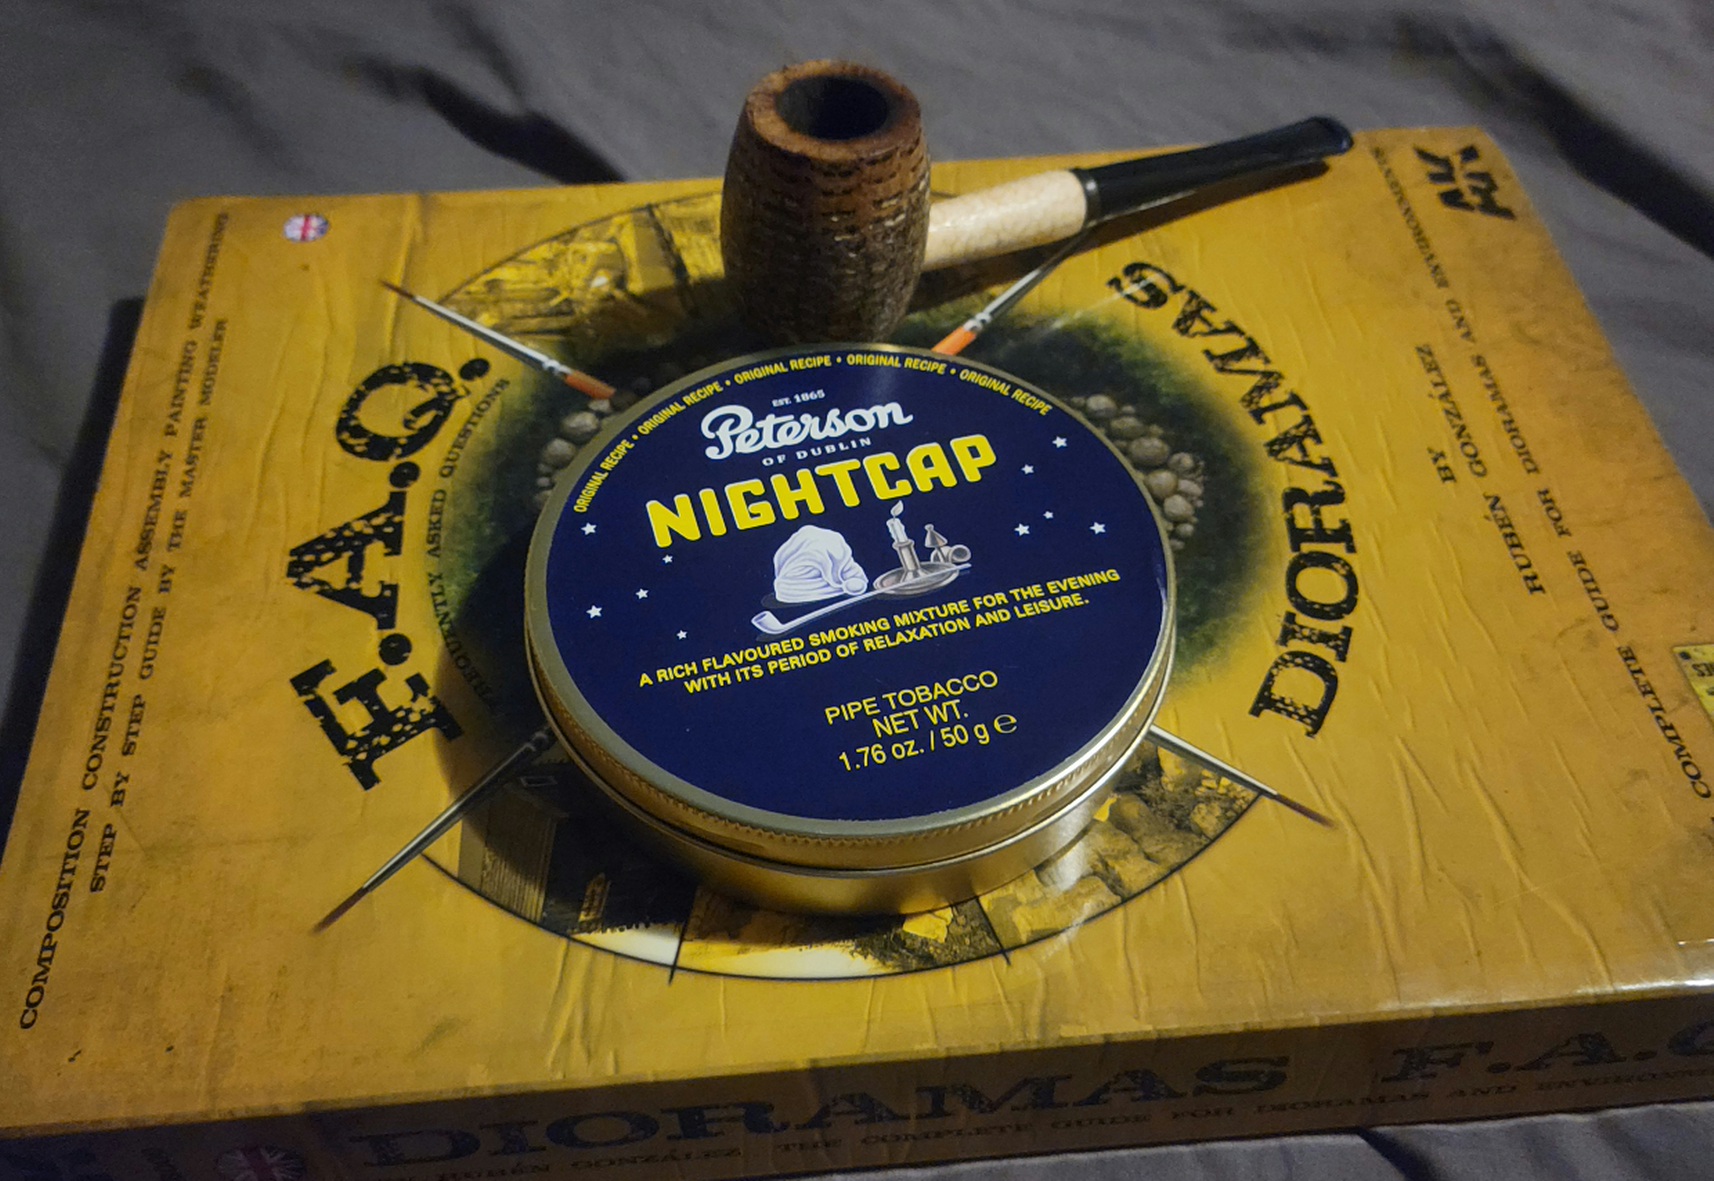 ORIGINAL RECIPE • ORIGINAL RECIPE • ORIGINAL RECIPE • ORIGINAL RECIPE • ORIGINAL RECIPE
EST. 1865
Peterson
OF DUBLIN
NIGHTCAP
A RICH FLAVOURED SMOKING MIXTURE FOR THE EVENING
WITH ITS PERIOD OF RELAXATION AND LEISURE.
PIPE TOBACCO
NET WT.
1.76 oz. / 50 g ℮
COMPOSITION CONSTRUCTION ASSEMBLY PAINTING WEATHERING
STEP BY STEP GUIDE BY THE MASTER MODELER
F.A.Q.
FREQUENTLY ASKED QUESTIONS
DIORAMAS
AK
COMPLETE GUIDE FOR DIORAMAS AND ENVIRONMENTS
BY
RUBÉN GONZÁLEZ
DIORAMAS F.A.Q
THE COMPLETE GUIDE FOR DIORAMAS AND
RUBÉN GONZÁLEZ